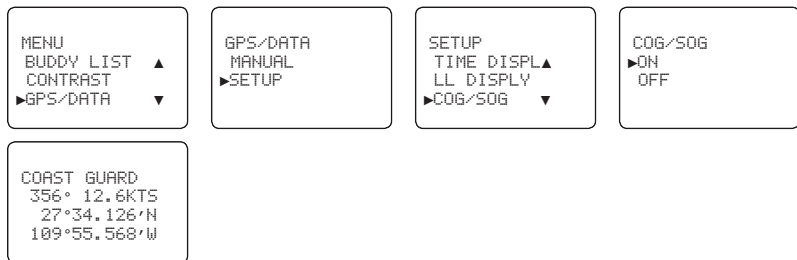 MENU
BUDDY LIST ▲
CONTRAST
▶GPS/DATA ▼
GPS/DATA
MANUAL
▶SETUP
SETUP
TIME DISPL▲
LL DISPLY
▶COG/SOG ▼
COG/SOG
▶ON
OFF
COAST GUARD
356° 12.6KTS
27°34.126'N
109°55.568'W